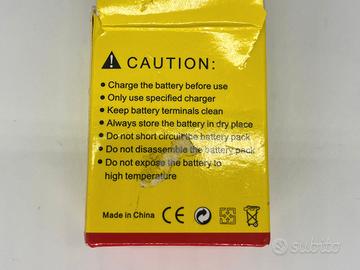 CAUTION:
• Charge the battery before use
• Only use specified charger
• Keep battery terminals clean
• Always store the battery in dry place
• Do not short circuit the battery pack
• Do not disassemble the battery pack
• Do not expose the battery to
high temperature
Made in China CE
subito